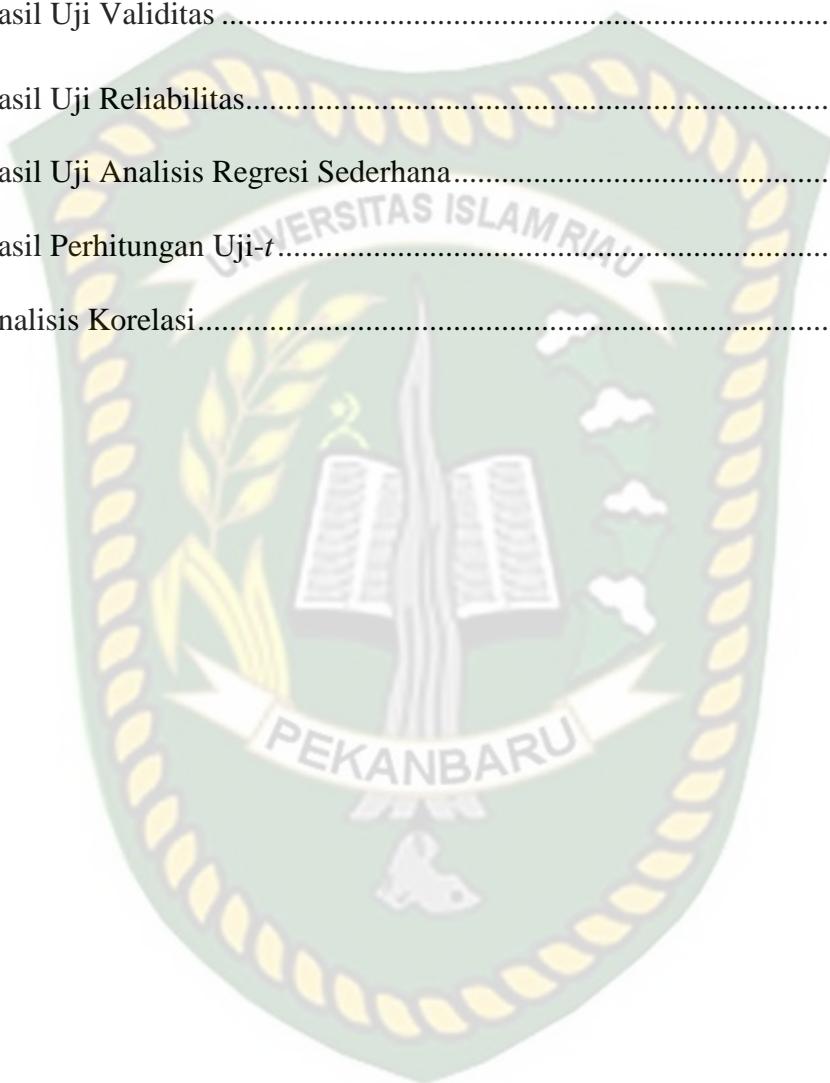 asil Uji Validitas ..............................................................................
asil Uji Reliabilitas..........................................................................
asil Uji Analisis Regresi Sederhana...............................................
UNIVERSITAS ISLAM RIAU
asil Perhitungan Uji-t......................................................................
nalisis Korelasi................................................................................
PEKANBARU